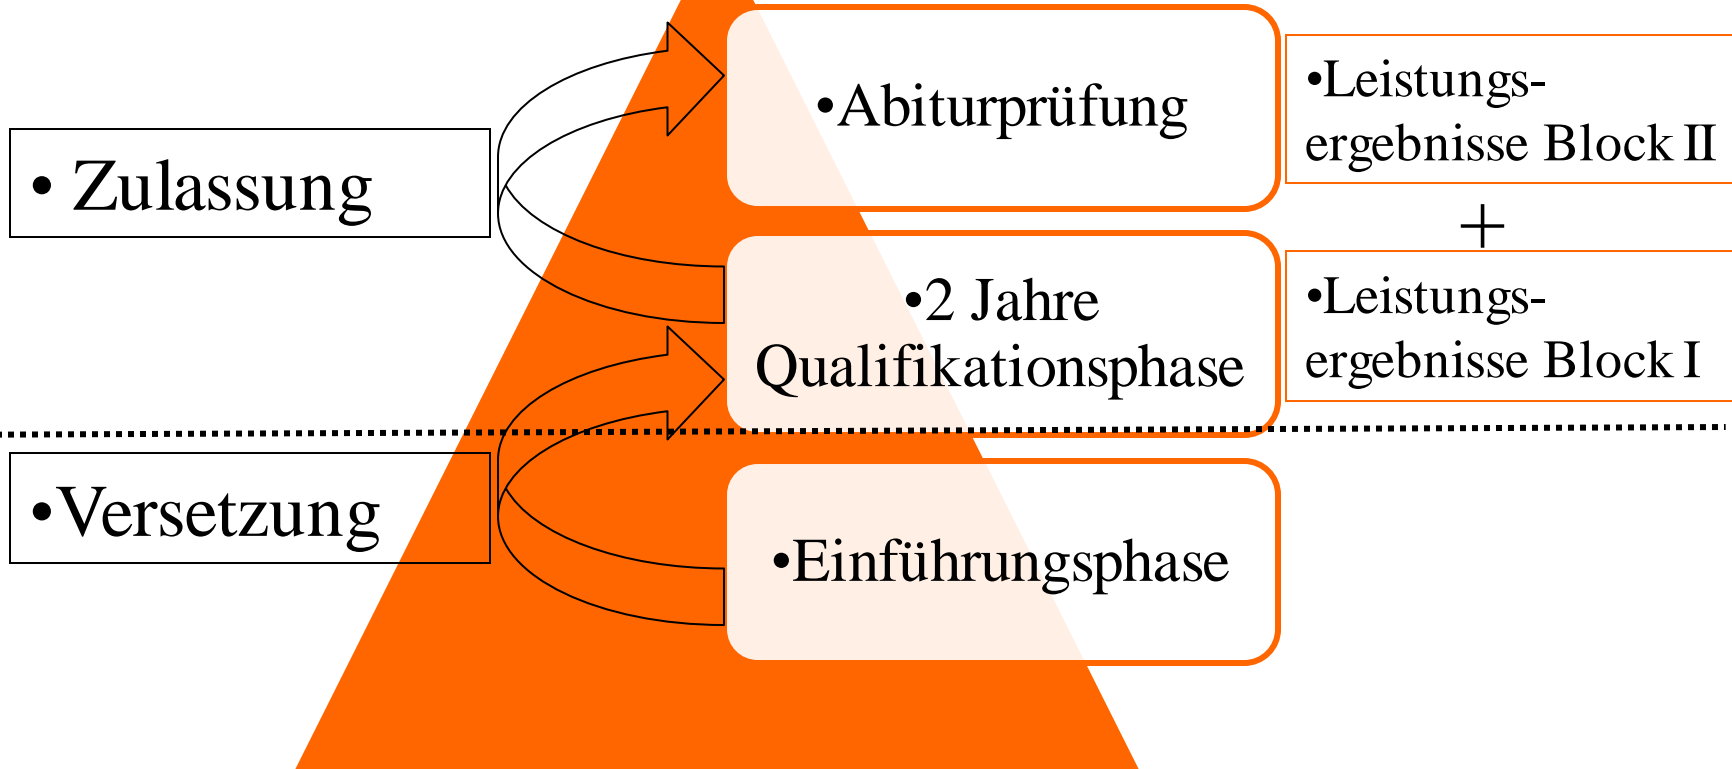 •Abiturprüfung
•Leistungs-
ergebnisse Block II
• Zulassung
+
•2 Jahre
Qualifikationsphase
•Leistungs-
ergebnisse Block I
•Versetzung
•Einführungsphase